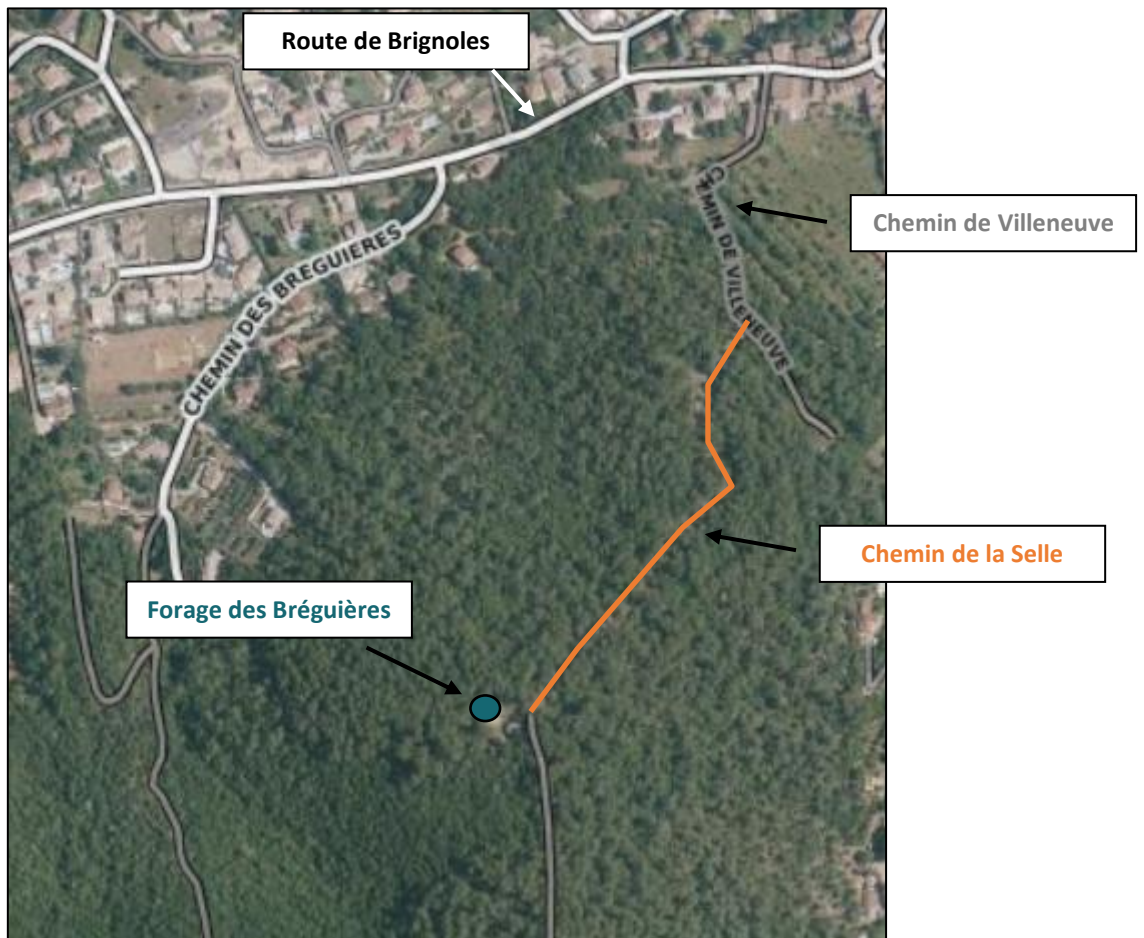 Route de Brignoles
CHEMIN DE VILLENEUVE
Chemin de Villeneuve
CHEMIN DES BREGUIERES
Chemin de la Selle
Forage des Bréguières